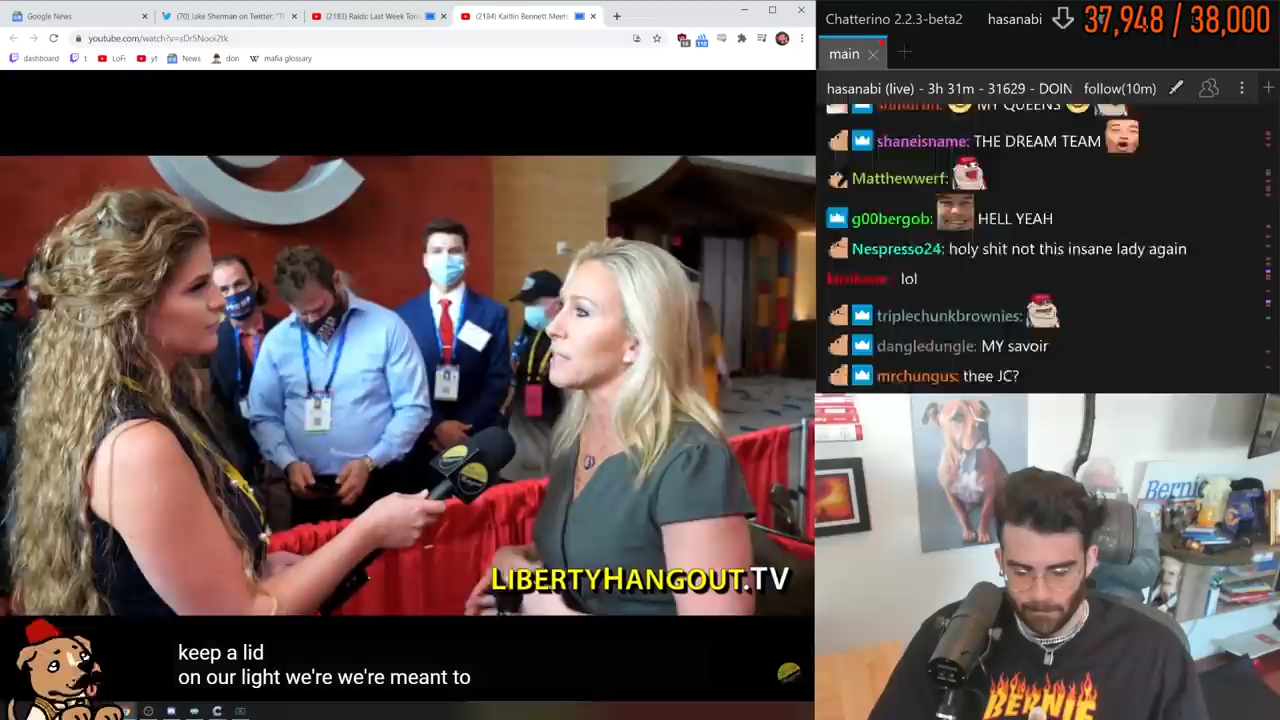 Google News
(70) Jake Sherman on Twitter: "T
(2183) Raids: Last Week Ton
(2184) Kaitlin Bennett Meets
youtube.com/watch?v=sDr5Nooi2tk
dashboard
t
LoFi
yt
News
don
mafia glossary
LIBERTYHANGOUT.TV
keep a lid
on our light we're we're meant to
Chatterino 2.2.3-beta2
hasanabi
37,948 / 38,000
main
hasanabi (live) - 3h 31m - 31629 - DOIN
follow(10m)
MY QUEENS
shaneisname: THE DREAM TEAM
Matthewwerf:
g00bergob: HELL YEAH
Nespresso24: holy shit not this insane lady again
lol
triplechunkbrownies:
dangledungle: MY savoir
mrchungus: thee JC?
Bernie
BERNIE